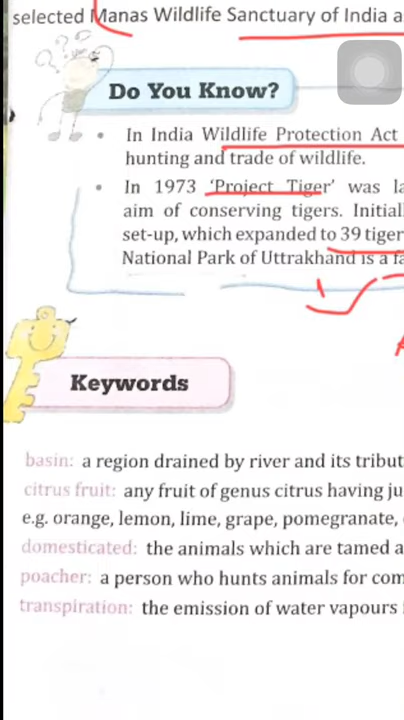 selected Manas Wildlife Sanctuary of India a
Do You Know?
• In India Wildlife Protection Act
hunting and trade of wildlife.
• In 1973 'Project Tiger' was la
aim of conserving tigers. Initial
set-up, which expanded to 39 tiger
National Park of Uttrakhand is a fa
Keywords
basin: a region drained by river and its tribut
citrus fruit: any fruit of genus citrus having ju
e.g. orange, lemon, lime, grape, pomegranate,
domesticated: the animals which are tamed a
poacher: a person who hunts animals for com
transpiration: the emission of water vapours